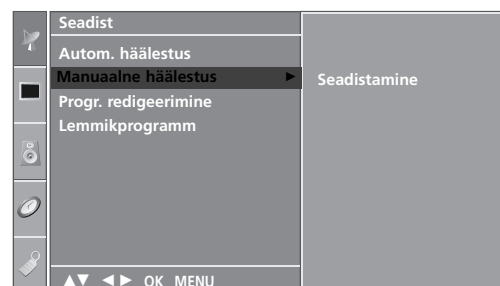 Seadist
Autom. häälestus
Manuaalne häälestus ►
Seadistamine
Progr. redigeerimine
Lemmikprogramm
▲▼ ◄► OK MENU